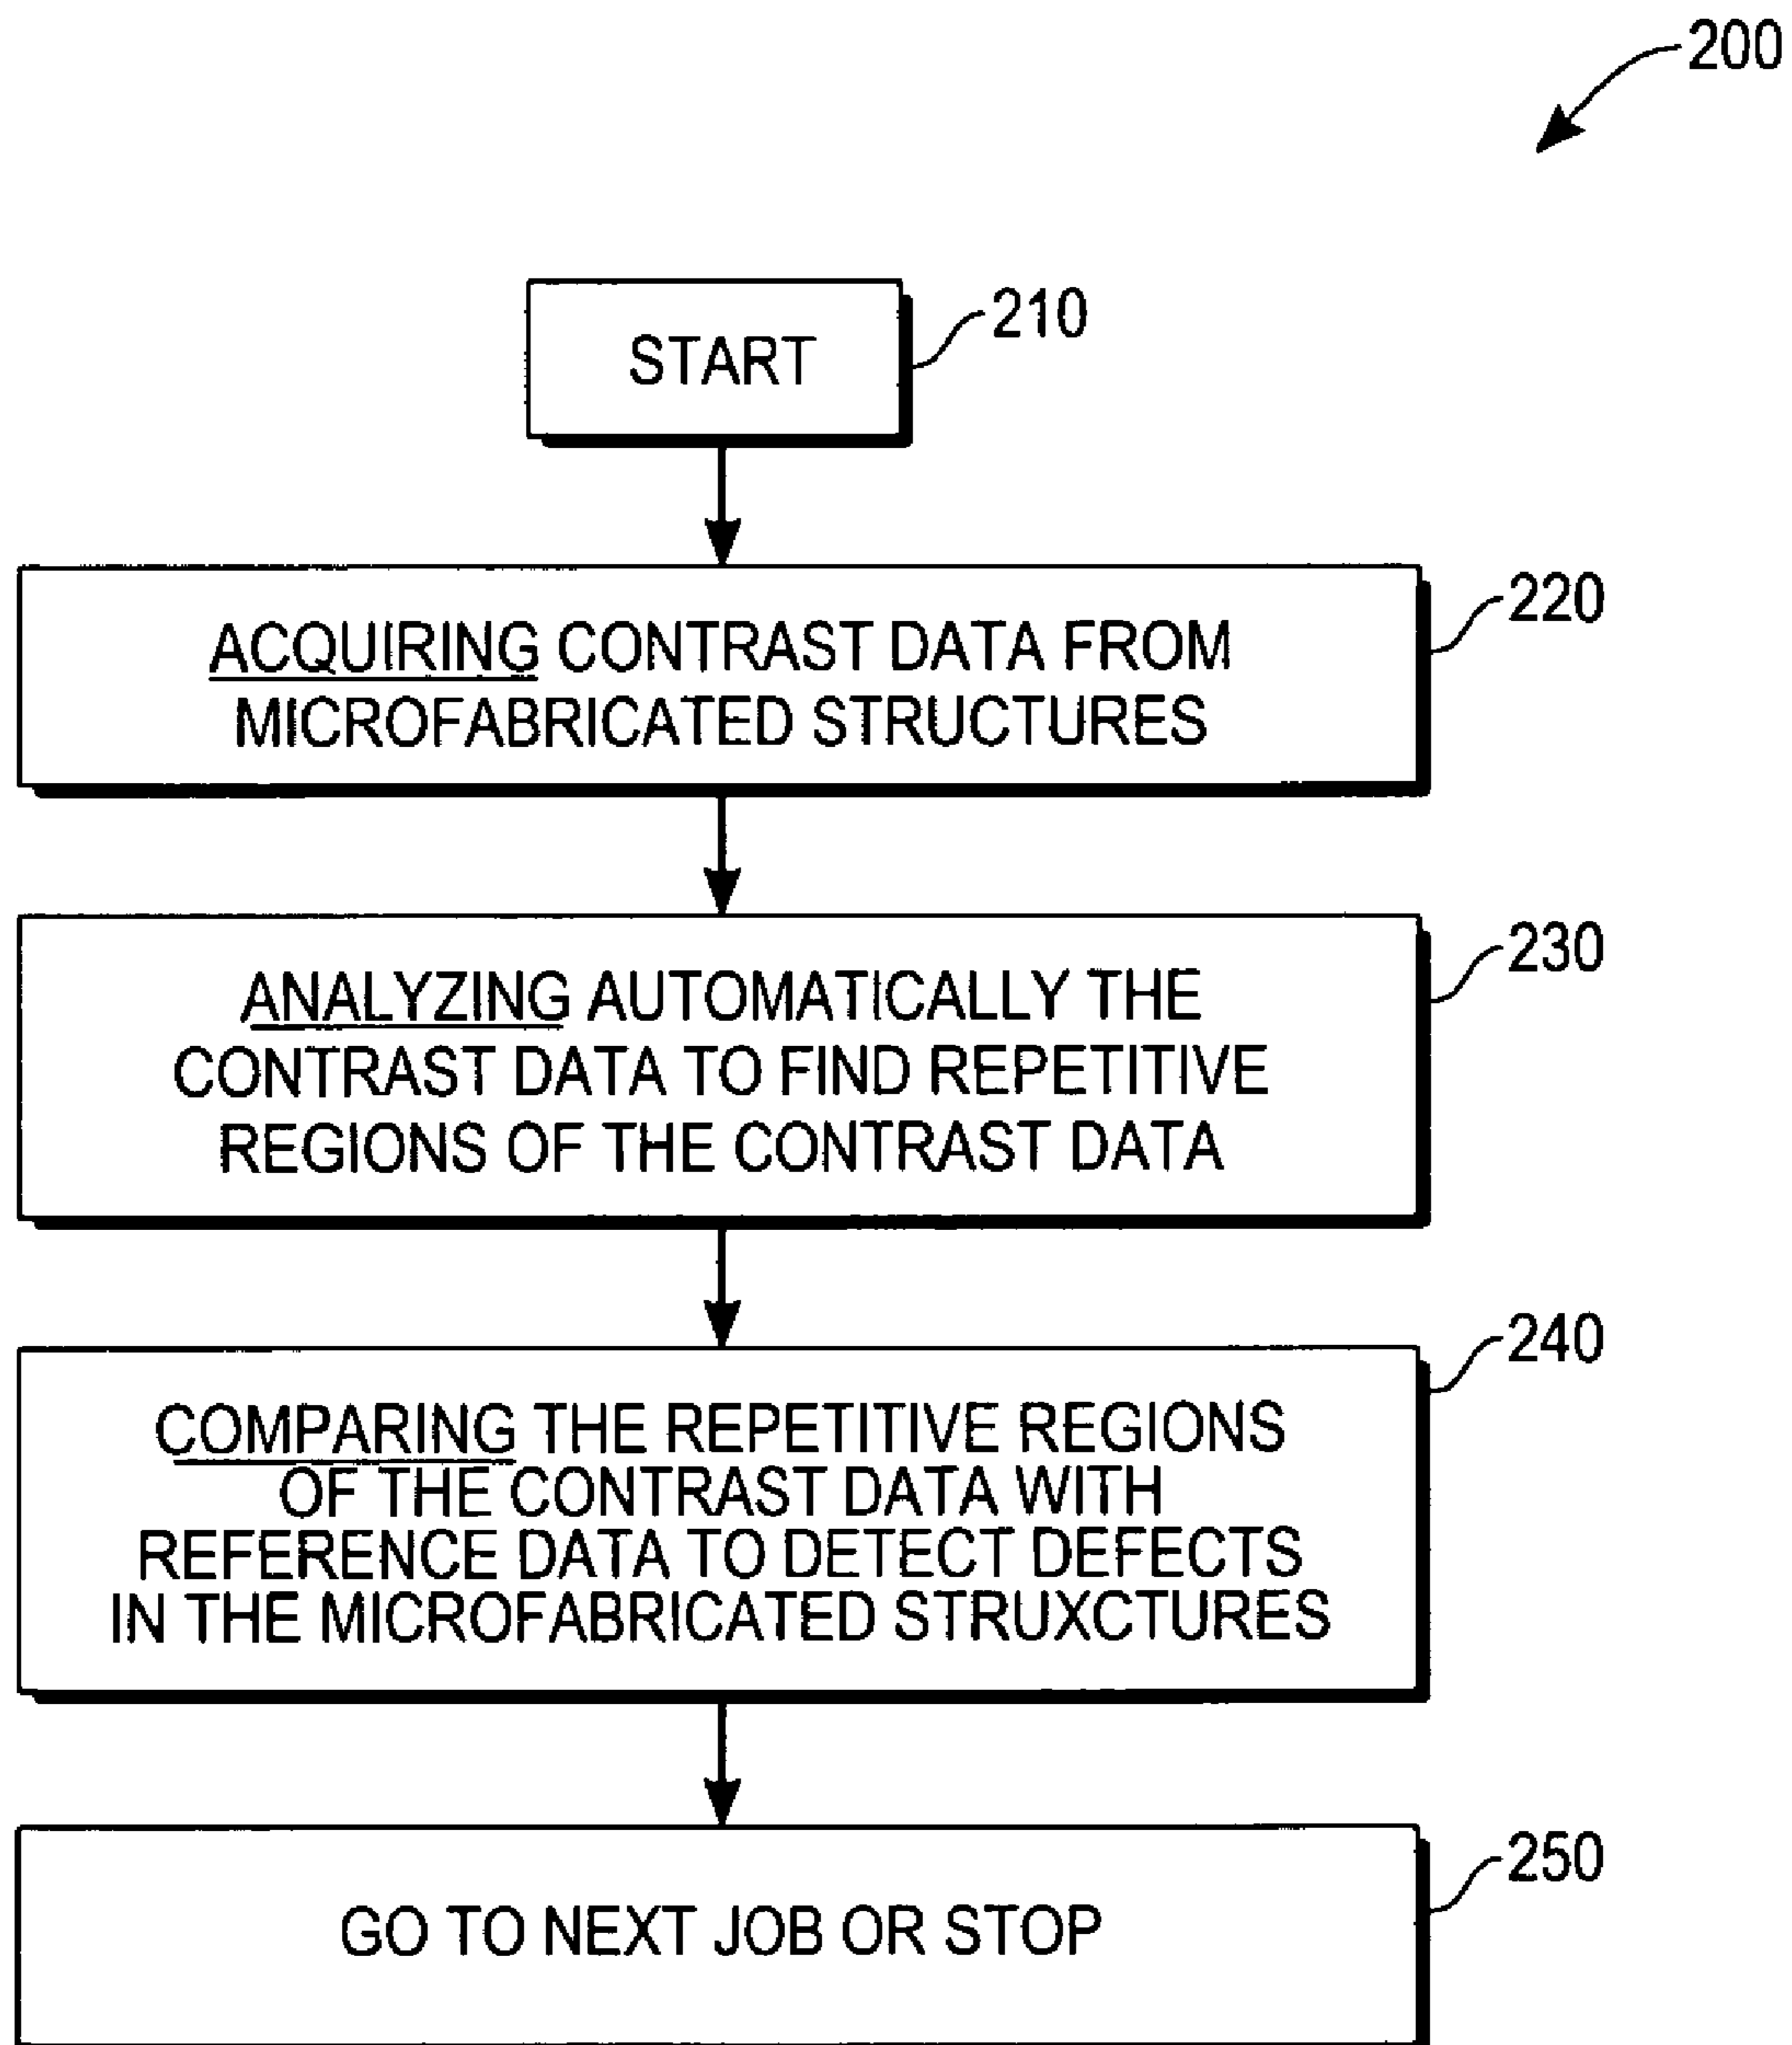 200
START
210
ACQUIRING CONTRAST DATA FROM
MICROFABRICATED STRUCTURES
220
ANALYZING AUTOMATICALLY THE
CONTRAST DATA TO FIND REPETITIVE
REGIONS OF THE CONTRAST DATA
230
COMPARING THE REPETITIVE REGIONS
OF THE CONTRAST DATA WITH
REFERENCE DATA TO DETECT DEFECTS
IN THE MICROFABRICATED STRUXCTURES
240
GO TO NEXT JOB OR STOP
250